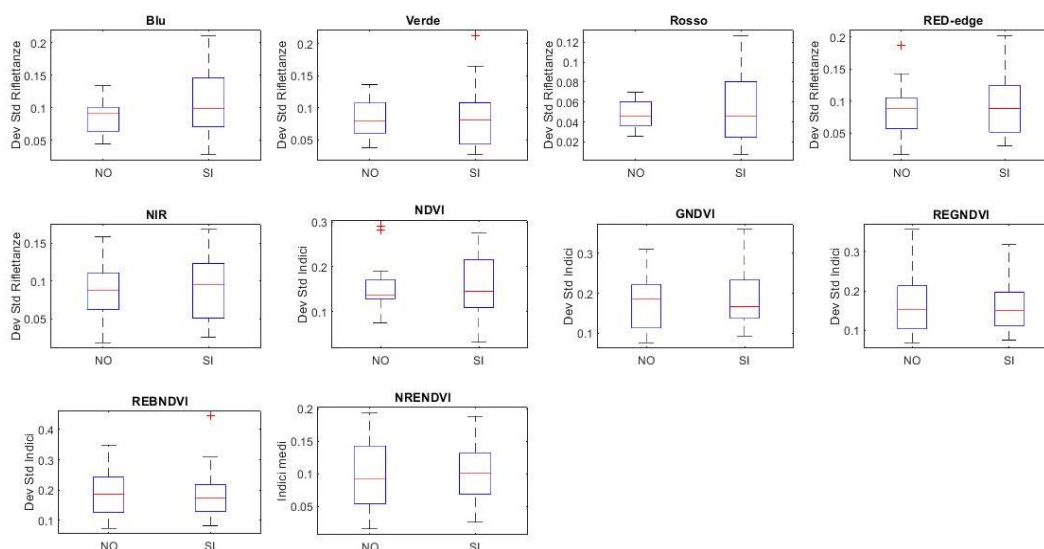 Blu
Dev Std Riflettanze
0.2
0.15
0.1
0.05
NO SI
Verde
Dev Std Riflettanze
0.2
0.15
0.1
0.05
NO SI
Rosso
Dev Std Riflettanze
0.12
0.1
0.08
0.06
0.04
0.02
NO SI
RED-edge
Dev Std Riflettanze
0.2
0.15
0.1
0.05
NO SI
NIR
Dev Std Riflettanze
0.15
0.1
0.05
NO SI
NDVI
Dev Std Indici
0.3
0.2
0.1
NO SI
GNDVI
Dev Std Indici
0.3
0.2
0.1
NO SI
REGNDVI
Dev Std Indici
0.3
0.2
0.1
NO SI
REBNDVI
Dev Std Indici
0.4
0.3
0.2
0.1
NO SI
NRENDVI
Indici medi
0.15
0.1
0.05
NO SI